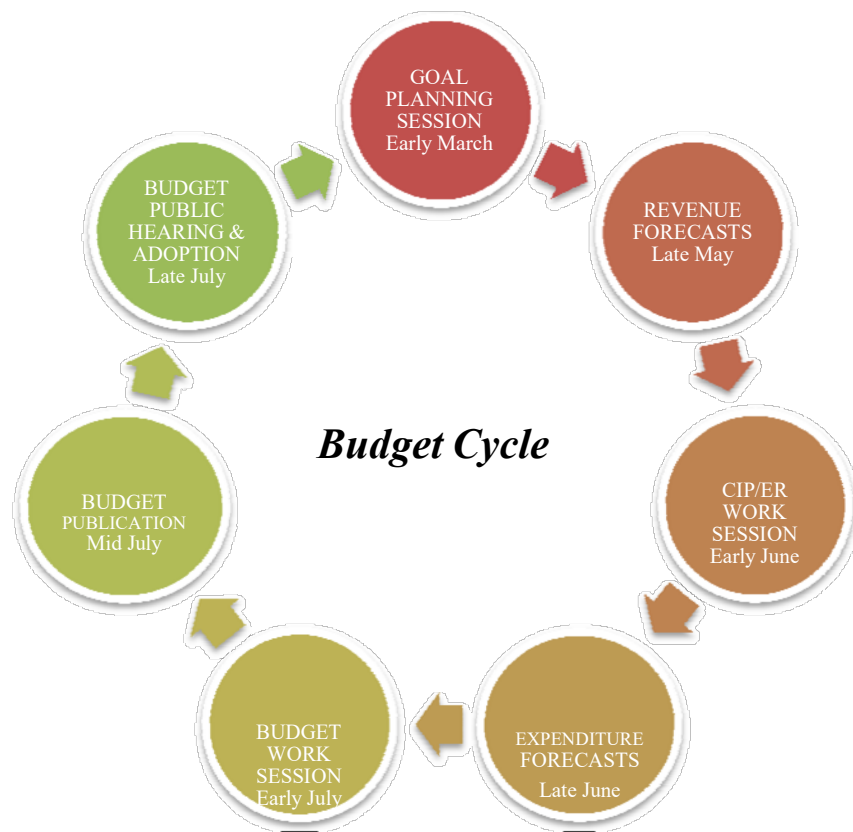 GOAL
PLANNING
SESSION
Early March
REVENUE
FORECASTS
Late May
CIP/ER
WORK
SESSION
Early June
EXPENDITURE
FORECASTS
Late June
BUDGET
WORK
SESSION
Early July
BUDGET
PUBLICATION
Mid July
BUDGET
PUBLIC
HEARING &
ADOPTION
Late July
Budget Cycle